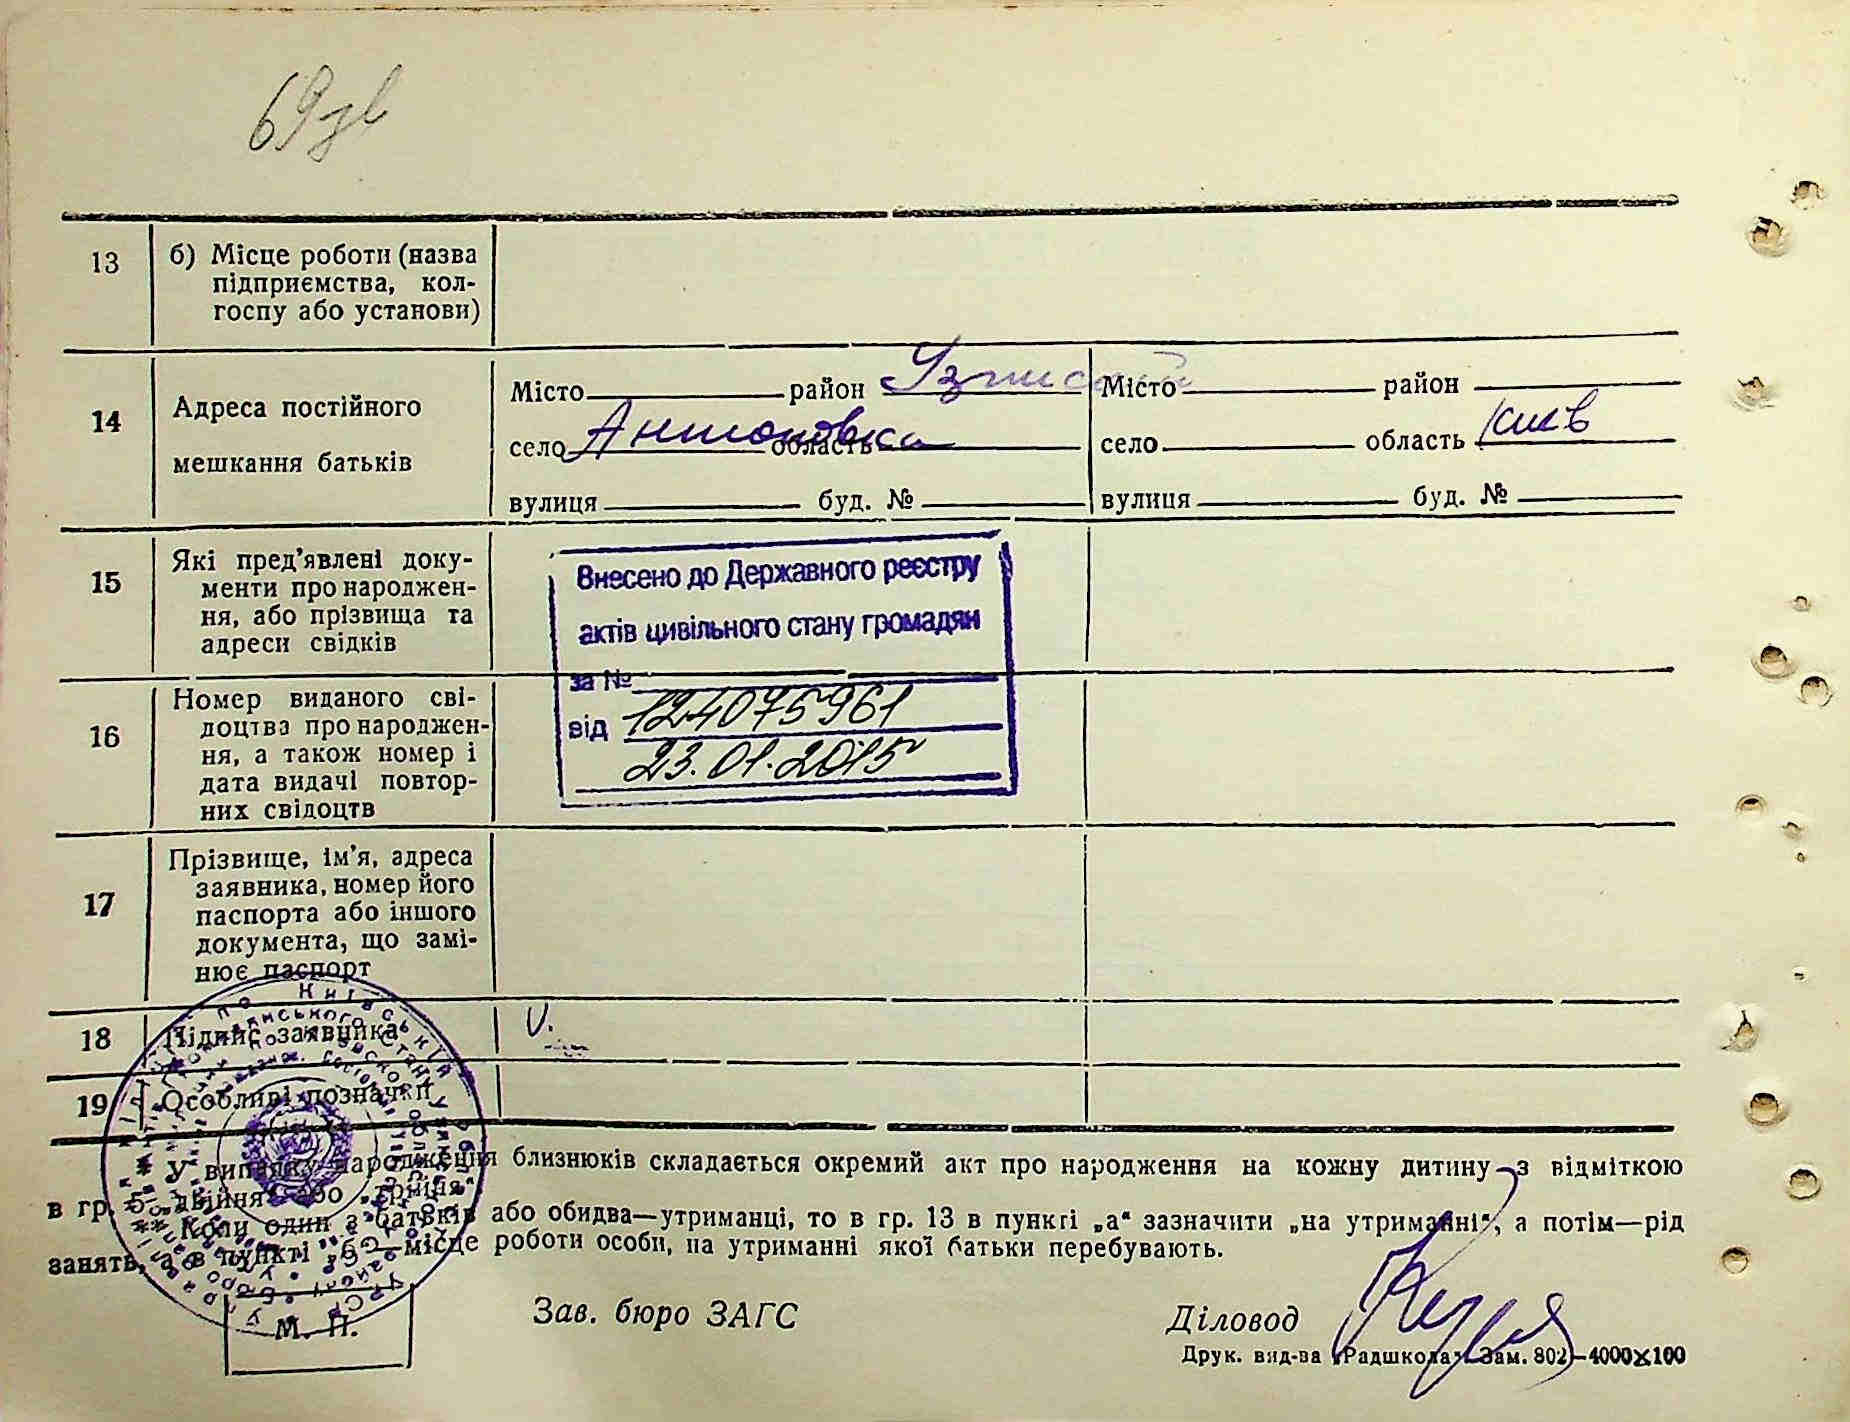 13
б) Місце роботи (назва
підприємства, кол-
госпу або установи)
14
Адреса постійного
мешкання батьків
Місто район
село Антоновка область
вулиця буд. №
Місто район
село область Киев
вулиця буд. №
15
Які пред'явлені доку-
менти про народжен-
ня, або прізвища та
адреси свідків
Внесено до Державного реєстру
актів цивільного стану громадян
за №
124075961
від
23.01.2015
16
Номер виданого сві-
доцтва про народжен-
ня, а також номер і
дата видачі повтор-
них свідоцтв
17
Прізвище, ім'я, адреса
заявника, номер його
паспорта або іншого
документа, що замі-
нює паспорт
18
Підпис заявника
19
Особливі позначки
* У випадку народження близнюків складається окремий акт про народження на кожну дитину з відміткою
в гр. 5 „двійня“ або „трійня“
** Коли один з батьків або обидва—утриманці, то в гр. 13 в пункті „а“ зазначити „на утриманні“, а потім—рід
занять, а в пункті „б“—місце роботи особи, на утриманні якої батьки перебувають.
М. П.
Зав. бюро ЗАГС
Діловод
Друк. вид-ва „Радшкола“ Зам. 802—4000x100